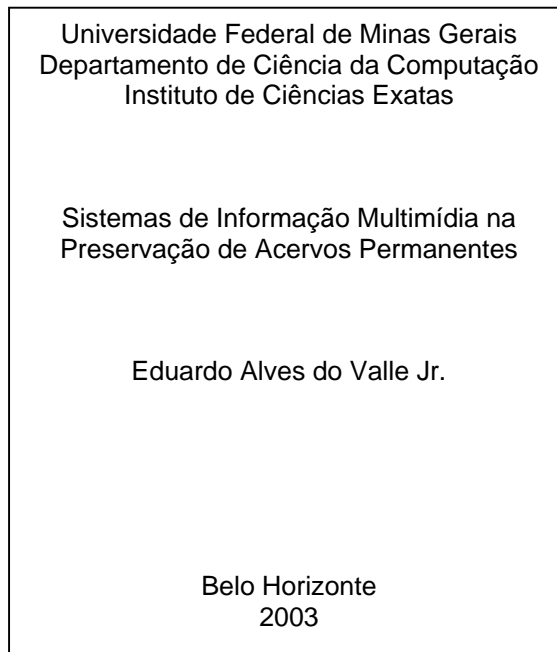 Universidade Federal de Minas Gerais
Departamento de Ciência da Computação
Instituto de Ciências Exatas
Sistemas de Informação Multimídia na
Preservação de Acervos Permanentes
Eduardo Alves do Valle Jr.
Belo Horizonte
2003